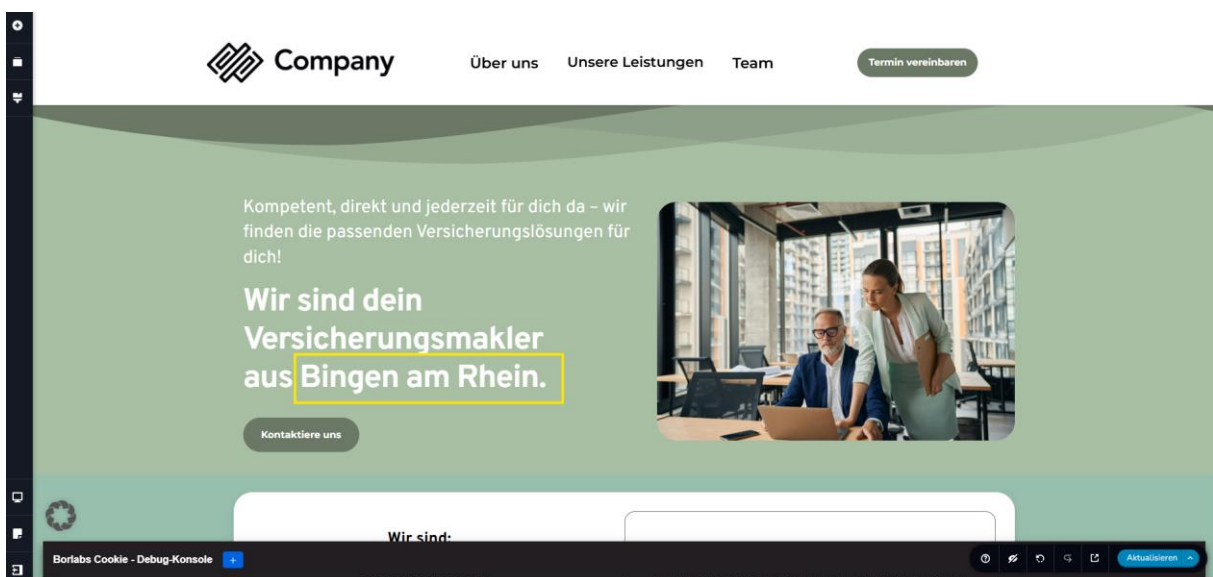 Company
Über uns
Unsere Leistungen
Team
Termin vereinbaren
Kompetent, direkt und jederzeit für dich da – wir
finden die passenden Versicherungslösungen für
dich!
Wir sind dein
Versicherungsmakler
aus Bingen am Rhein.
Kontaktiere uns
Wir sind:
Borlabs Cookie - Debug-Konsole
+
Aktualisieren